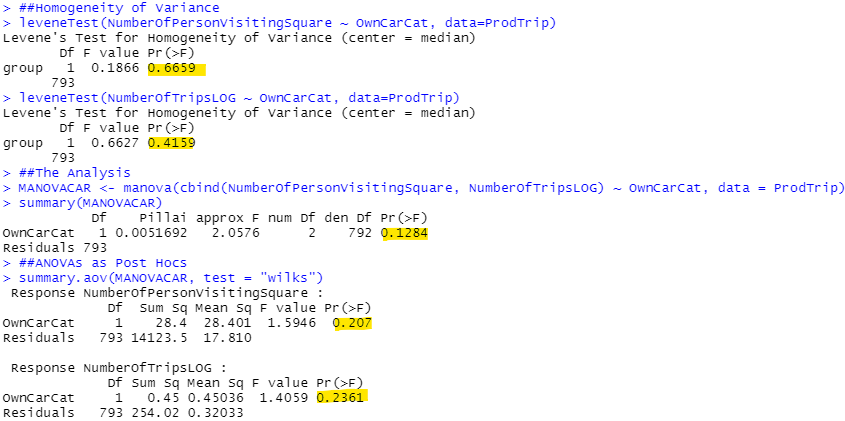 > ##Homogeneity of Variance
> leveneTest(NumberOfPersonVisitingSquare ~ OwnCarCat, data=ProdTrip)
Levene's Test for Homogeneity of Variance (center = median)
Df F value Pr(>F)
group 1 0.1866 0.6659
793
> leveneTest(NumberOfTripsLOG ~ OwnCarCat, data=ProdTrip)
Levene's Test for Homogeneity of Variance (center = median)
Df F value Pr(>F)
group 1 0.6627 0.4159
793
> ##The Analysis
> MANOVACAR <- manova(cbind(NumberOfPersonVisitingSquare, NumberOfTripsLOG) ~ OwnCarCat, data = ProdTrip)
> summary(MANOVACAR)
Df Pillai approx F num Df den Df Pr(>F)
OwnCarCat 1 0.0051692 2.0576 2 792 0.1284
Residuals 793
> ##ANOVAs as Post Hocs
> summary.aov(MANOVACAR, test = "wilks")
Response NumberOfPersonVisitingSquare :
Df Sum Sq Mean Sq F value Pr(>F)
OwnCarCat 1 28.4 28.401 1.5946 0.207
Residuals 793 14123.5 17.810
Response NumberOfTripsLOG :
Df Sum Sq Mean Sq F value Pr(>F)
OwnCarCat 1 0.45 0.45036 1.4059 0.2361
Residuals 793 254.02 0.32033